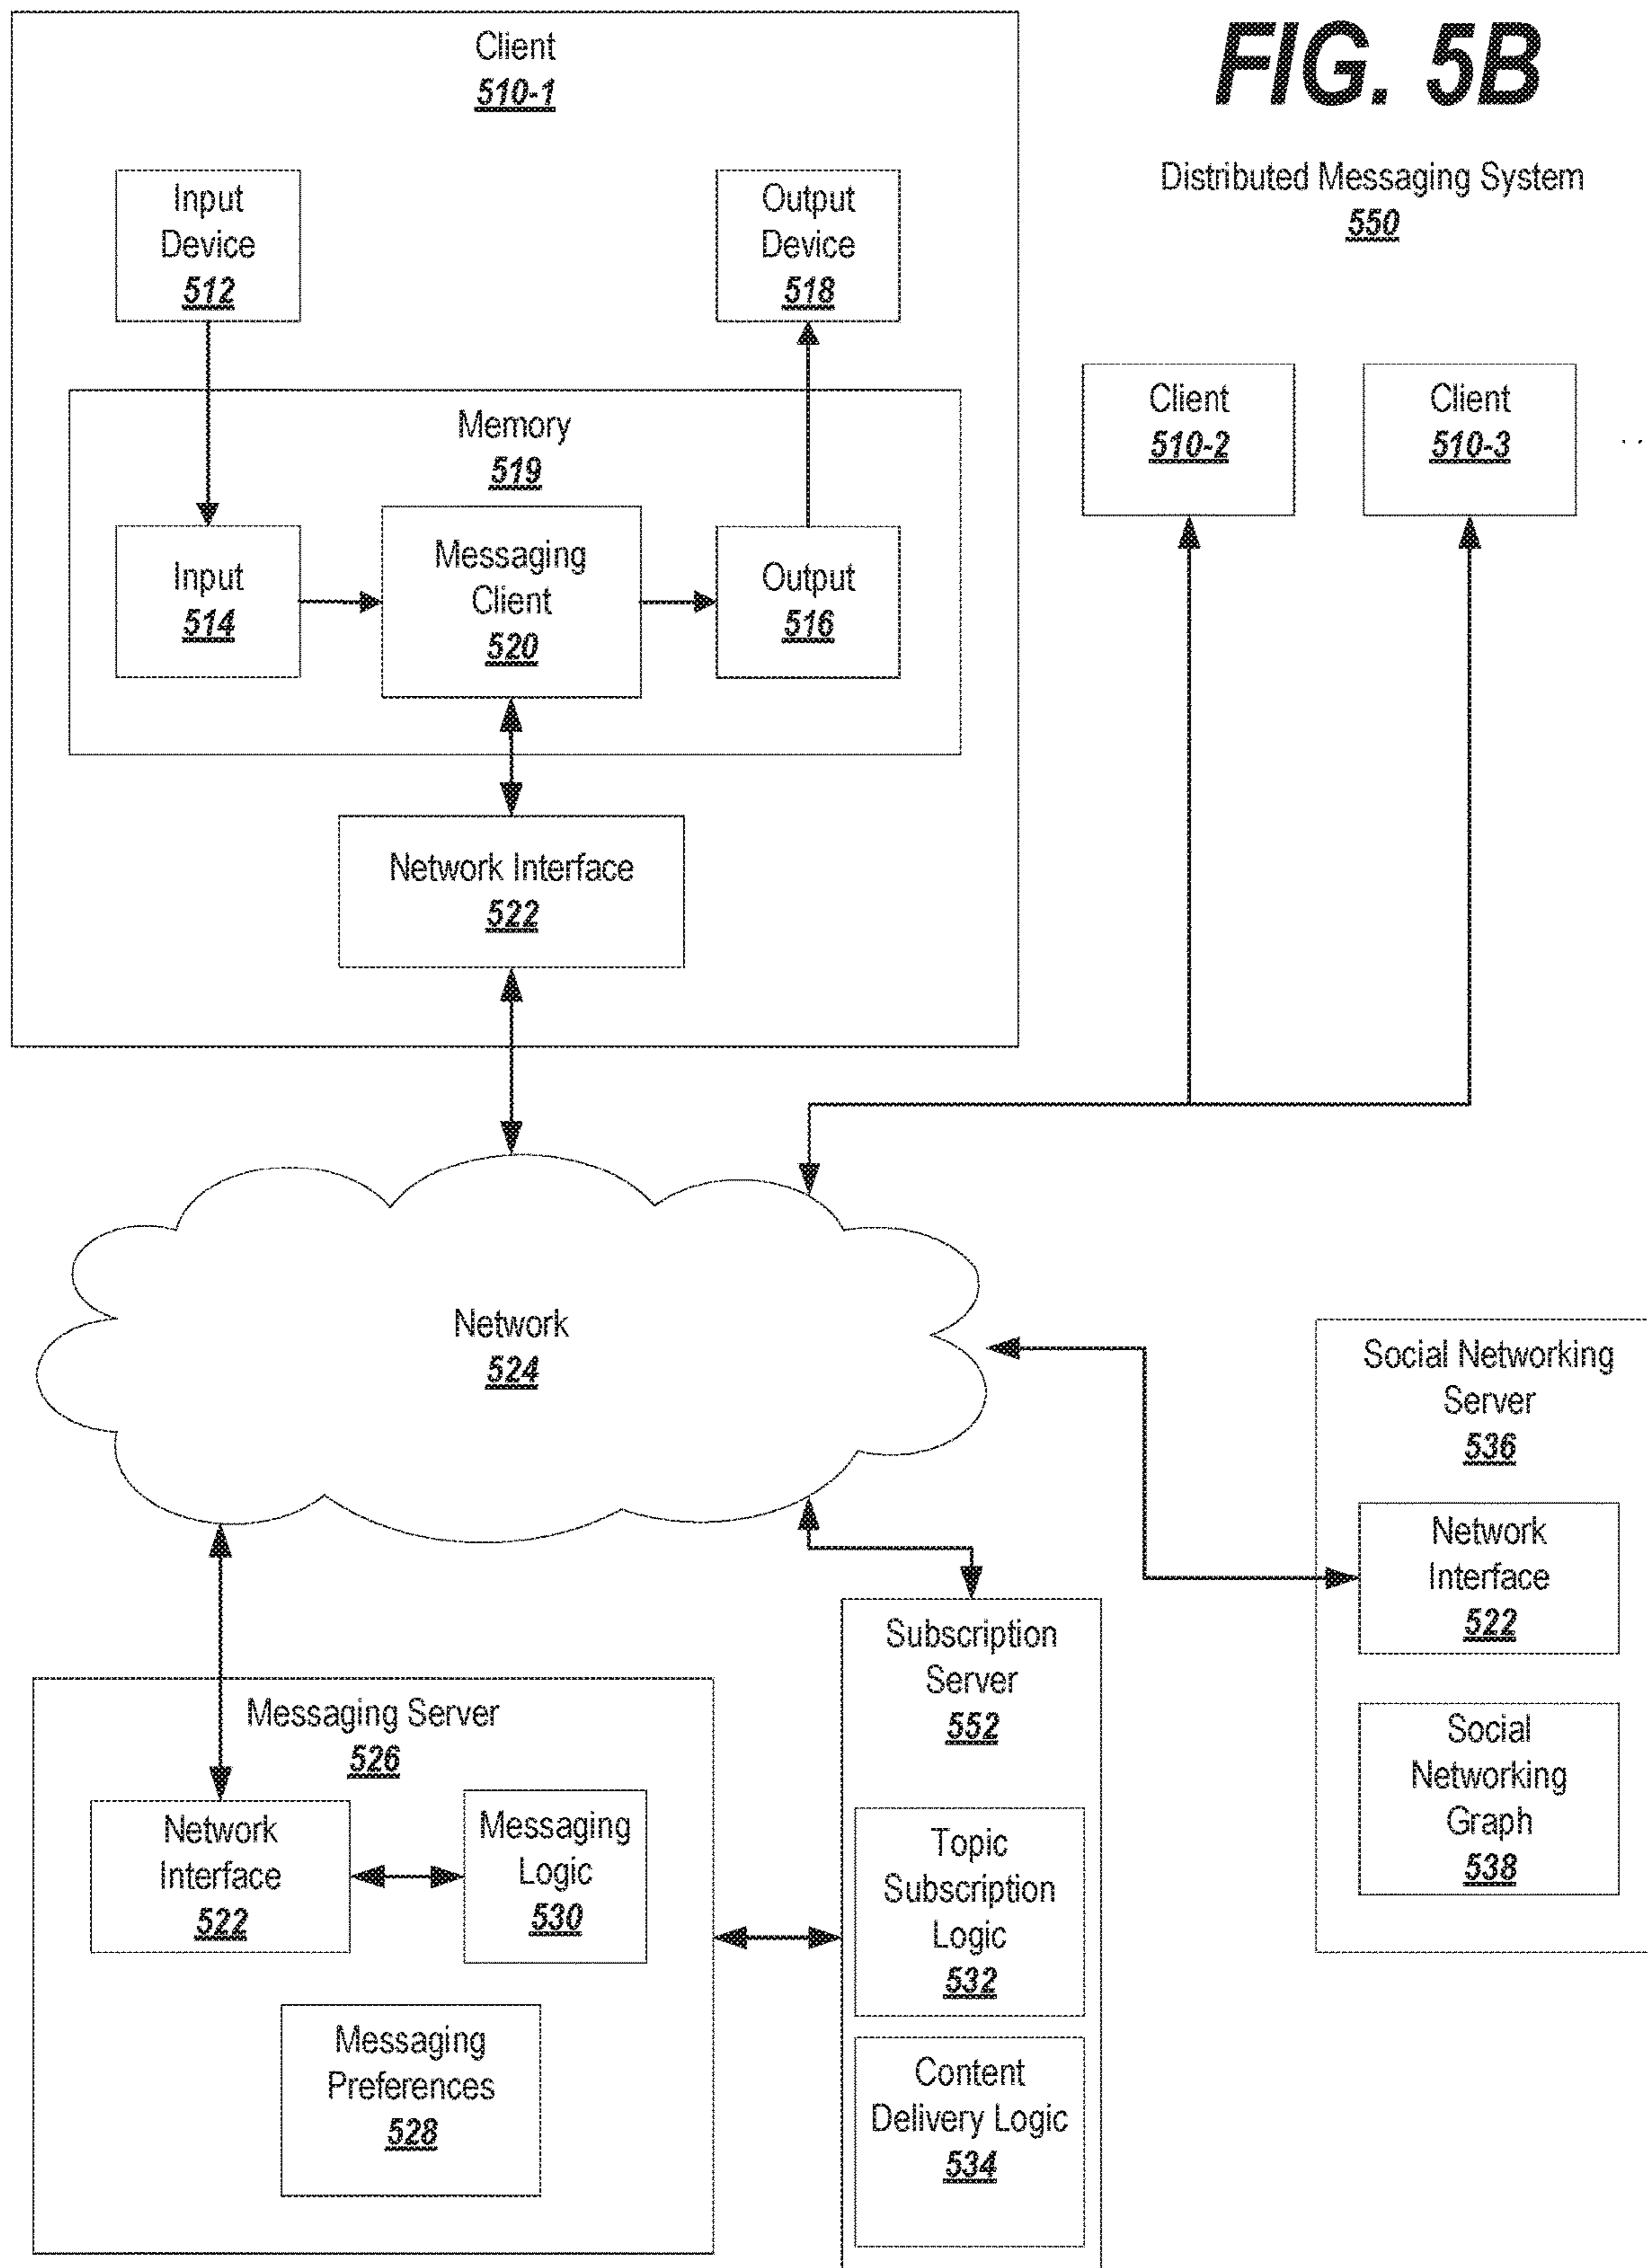 FIG. 5B
Distributed Messaging System
550
Client
510-1
Input
Device
512
Output
Device
518
Memory
519
Input
514
Messaging
Client
520
Output
516
Network Interface
522
Client
510-2
Client
510-3
..
Network
524
Social Networking
Server
536
Network
Interface
522
Social
Networking
Graph
538
Messaging Server
526
Network
Interface
522
Messaging
Logic
530
Messaging
Preferences
528
Subscription
Server
552
Topic
Subscription
Logic
532
Content
Delivery Logic
534